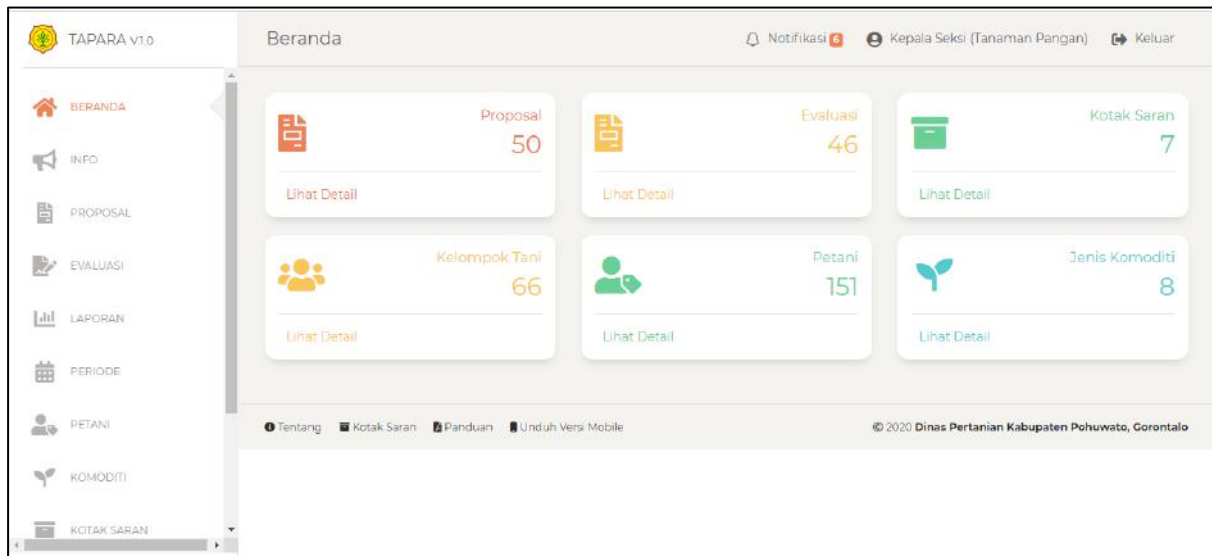 TAPARA V1.0
Beranda
Notifikasi 6
Kepala Seksi (Tanaman Pangan)
Keluar
BERANDA
INFO
PROPOSAL
EVALUASI
LAPORAN
PERIODE
PETANI
KOMODITI
KOTAK SARAN
Proposal
50
Lihat Detail
Evaluasi
46
Lihat Detail
Kotak Saran
7
Lihat Detail
Kelompok Tani
66
Lihat Detail
Petani
151
Lihat Detail
Jenis Komoditi
8
Lihat Detail
Tentang Kotak Saran Panduan Unduh Versi Mobile
© 2020 Dinas Pertanian Kabupaten Pohuwato, Gorontalo